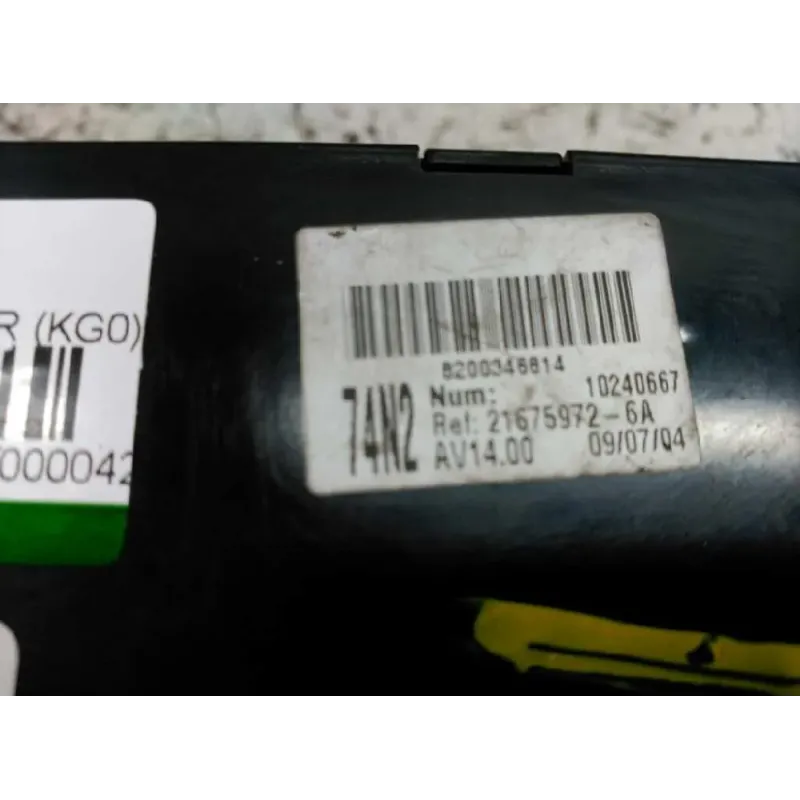 R (KG0)
000042
8200346814
74N2
Num: 10240667
Ref: 21675972-6A
AV14.00 09/07/04